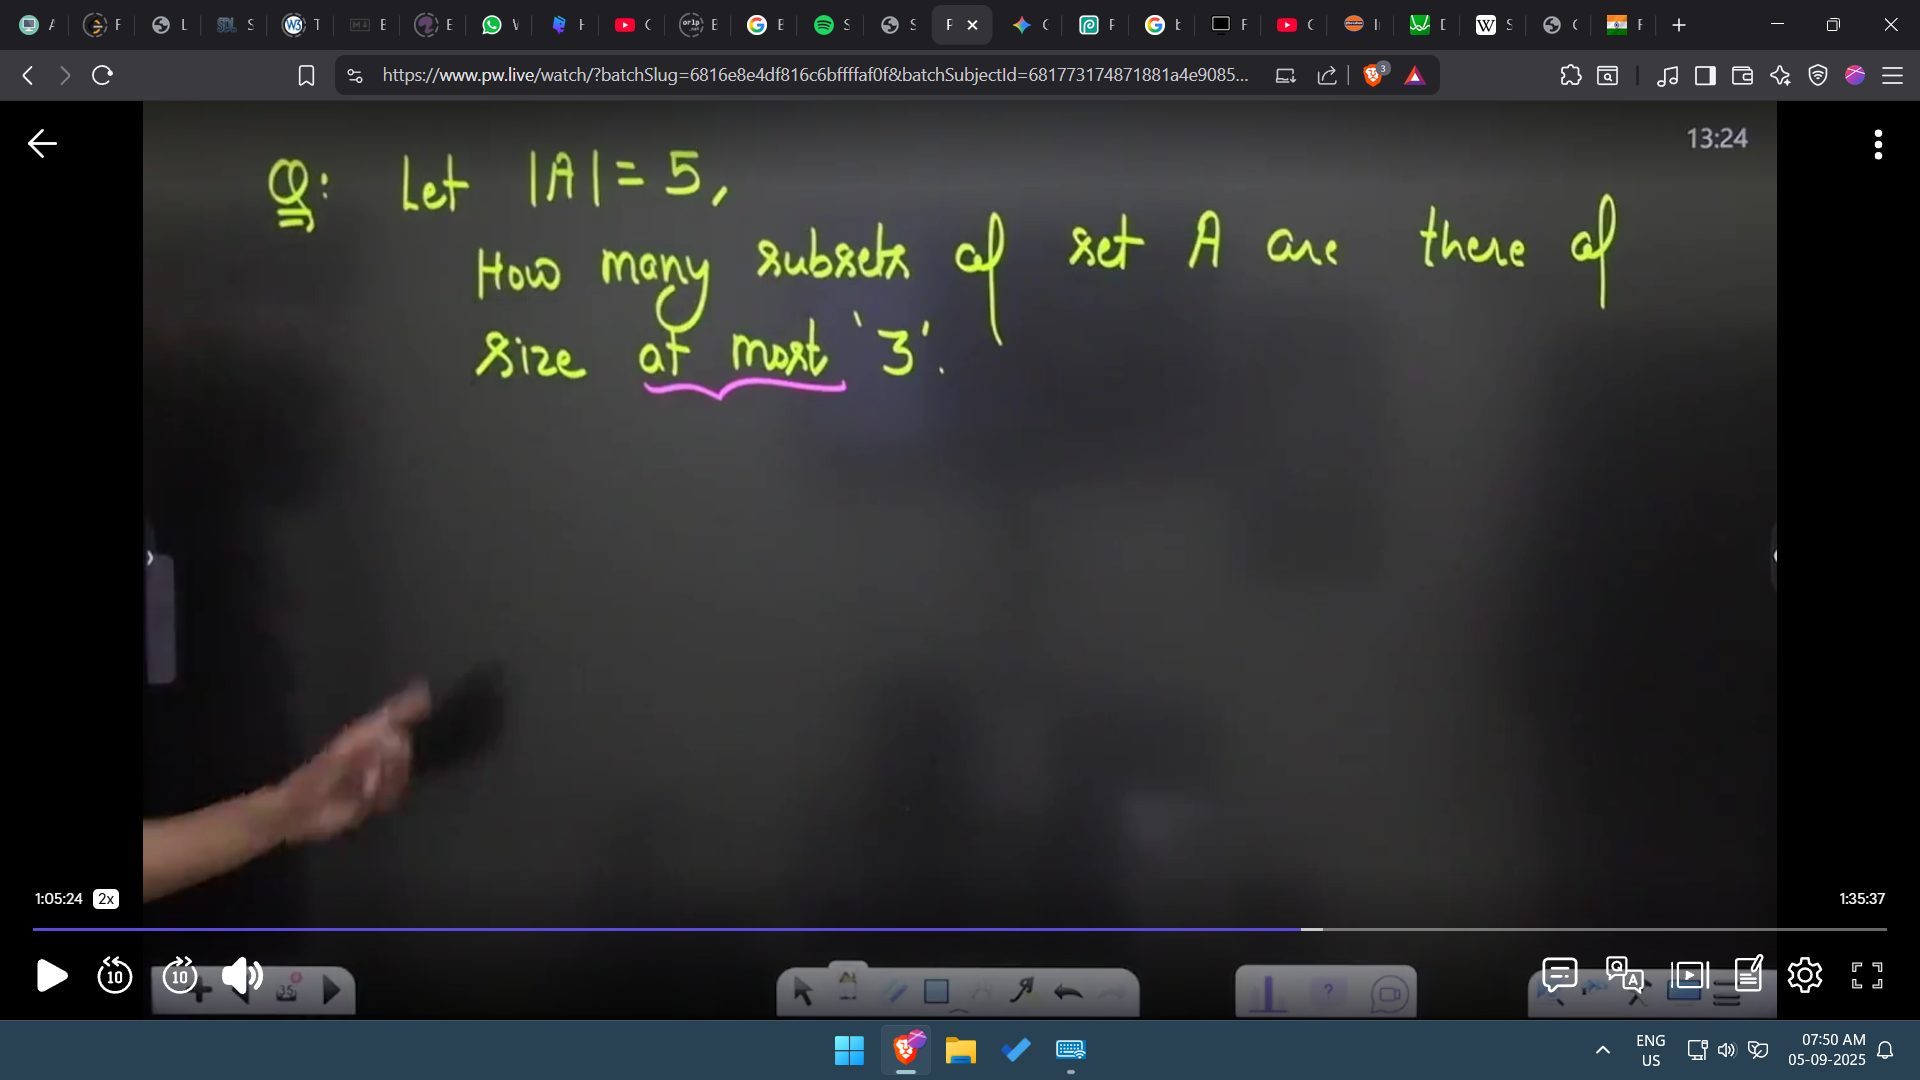 https://www.pw.live/watch/?batchSlug=6816e8e4df816c6bffffaf0f&batchSubjectId=681773174871881a4e9085...
3
13:24
Q: Let |A| = 5,
How many subsets of set A are there of
size at most '3'.
1:05:24 2x
1:35:37
10 10
35
ENG
US
07:50 AM
05-09-2025